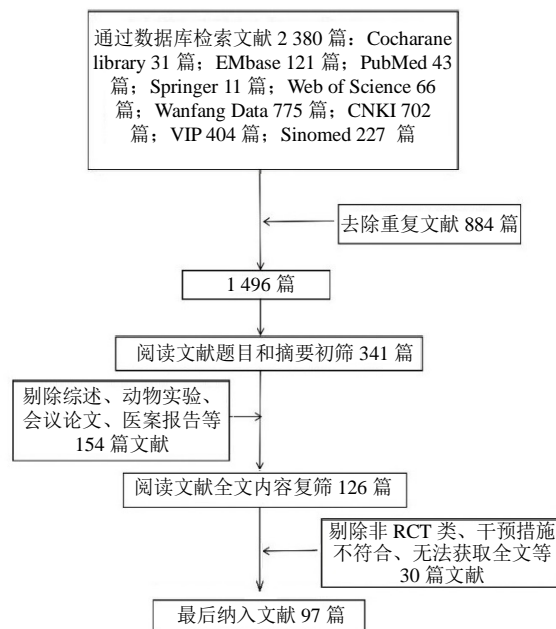 通过数据库检索文献 2 380 篇：Cocharane
library 31 篇；EMbase 121 篇；PubMed 43
篇；Springer 11 篇；Web of Science 66
篇；Wanfang Data 775 篇；CNKI 702
篇；VIP 404 篇；Sinomed 227 篇
去除重复文献 884 篇
1 496 篇
阅读文献题目和摘要初筛 341 篇
剔除综述、动物实验、
会议论文、医案报告等
154 篇文献
阅读文献全文内容复筛 126 篇
剔除非 RCT 类、干预措施
不符合、无法获取全文等
30 篇文献
最后纳入文献 97 篇